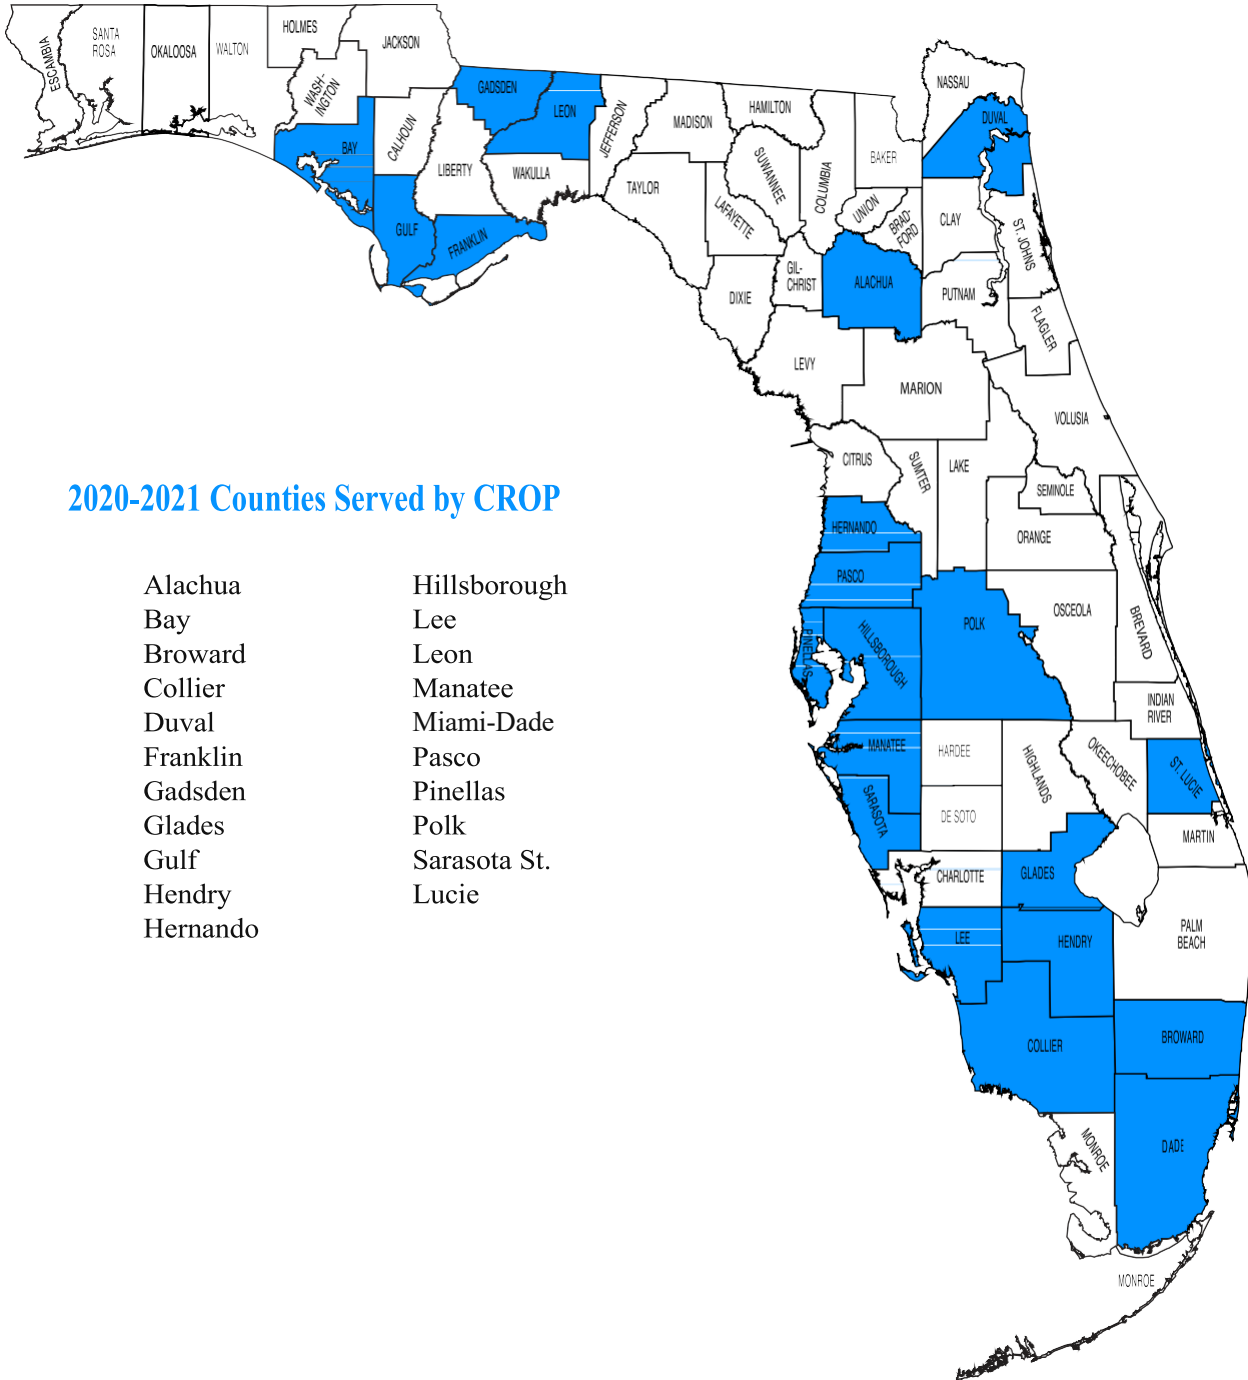 ESCAMBIA
SANTA
ROSA
OKALOOSA
WALTON
HOLMES
WASH-
INGTON
JACKSON
BAY
CALHOUN
GULF
LIBERTY
GADSDEN
LEON
WAKULLA
FRANKLIN
JEFFERSON
MADISON
TAYLOR
HAMILTON
SUWANNEE
LAFAYETTE
DIXIE
COLUMBIA
GIL-
CHRIST
BAKER
UNION
BRAD-
FORD
ALACHUA
NASSAU
DUVAL
CLAY
ST. JOHNS
PUTNAM
FLAGLER
LEVY
MARION
VOLUSIA
CITRUS
SUMTER
LAKE
SEMINOLE
ORANGE
HERNANDO
PASCO
PINELLAS
HILLSBOROUGH
POLK
OSCEOLA
BREVARD
INDIAN
RIVER
MANATEE
HARDEE
HIGHLANDS
OKEECHOBEE
ST. LUCIE
SARASOTA
DE SOTO
MARTIN
CHARLOTTE
GLADES
LEE
HENDRY
PALM
BEACH
COLLIER
BROWARD
MONROE
DADE
MONROE
2020-2021 Counties Served by CROP
Alachua
Bay
Broward
Collier
Duval
Franklin
Gadsden
Glades
Gulf
Hendry
Hernando
Hillsborough
Lee
Leon
Manatee
Miami-Dade
Pasco
Pinellas
Polk
Sarasota St.
Lucie